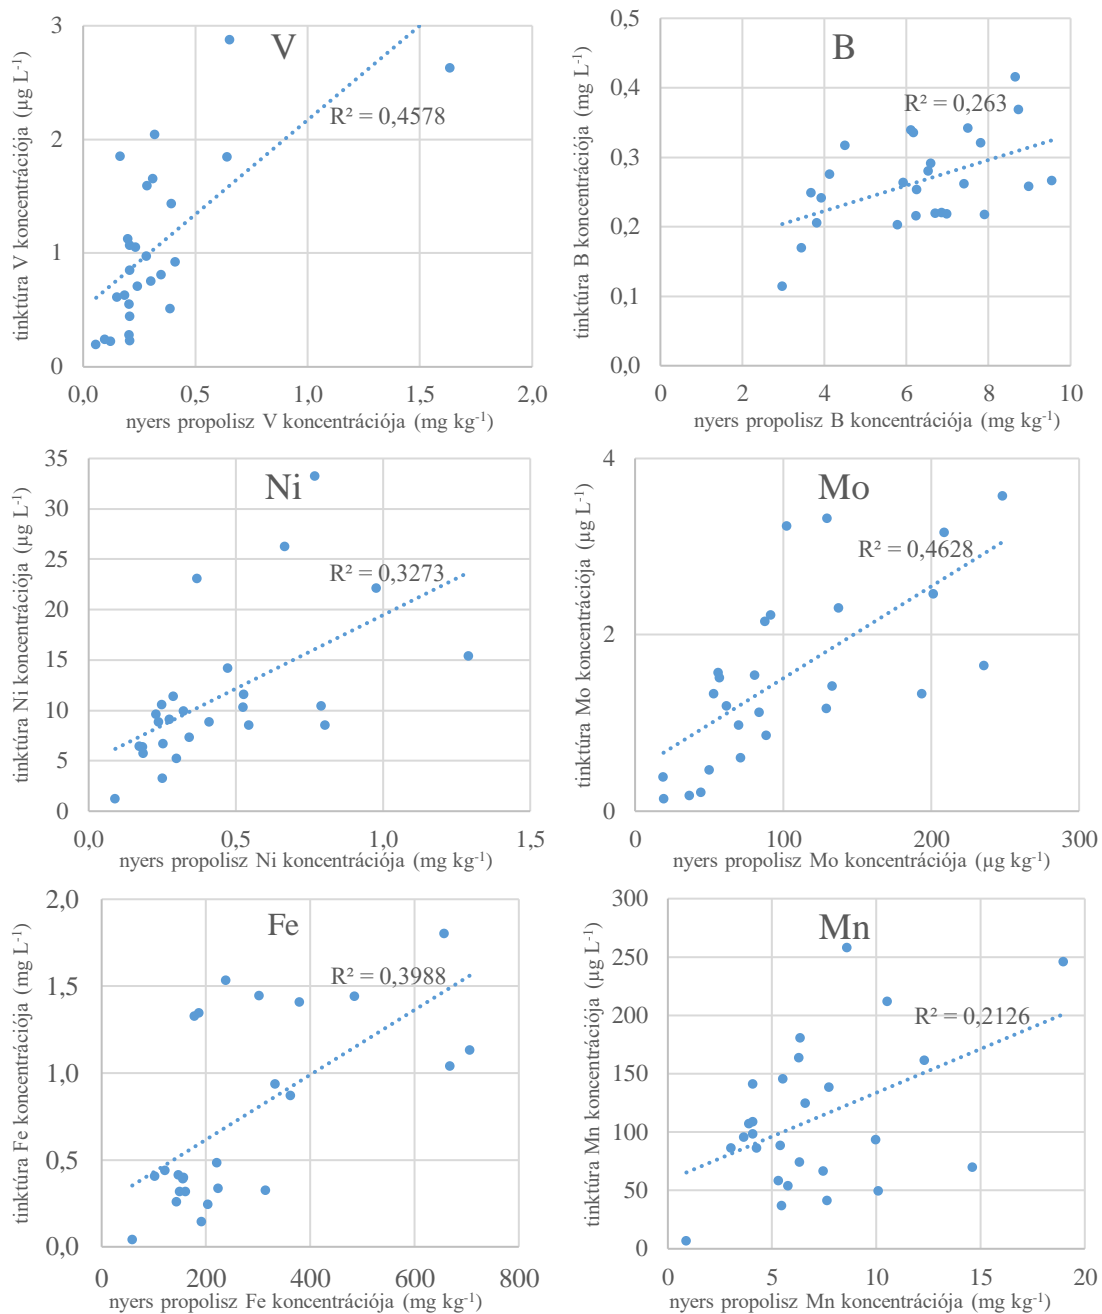 V
R² = 0,4578
tinktúra V koncentrációja (µg L⁻¹)
3
2
1
0
0,0 0,5 1,0 1,5 2,0
nyers propolisz V koncentrációja (mg kg⁻¹)
B
R² = 0,263
tinktúra B koncentrációja (mg L⁻¹)
0,5
0,4
0,3
0,2
0,1
0,0
0 2 4 6 8 10
nyers propolisz B koncentrációja (mg kg⁻¹)
Ni
R² = 0,3273
tinktúra Ni koncentrációja (µg L⁻¹)
35
30
25
20
15
10
5
0
0,0 0,5 1,0 1,5
nyers propolisz Ni koncentrációja (mg kg⁻¹)
Mo
R² = 0,4628
tinktúra Mo koncentrációja (µg L⁻¹)
4
2
0
0 100 200 300
nyers propolisz Mo koncentrációja (µg kg⁻¹)
Fe
R² = 0,3988
tinktúra Fe koncentrációja (mg L⁻¹)
2,0
1,5
1,0
0,5
0,0
0 200 400 600 800
nyers propolisz Fe koncentrációja (mg kg⁻¹)
Mn
R² = 0,2126
tinktúra Mn koncentrációja (µg L⁻¹)
300
250
200
150
100
50
0
0 5 10 15 20
nyers propolisz Mn koncentrációja (mg kg⁻¹)